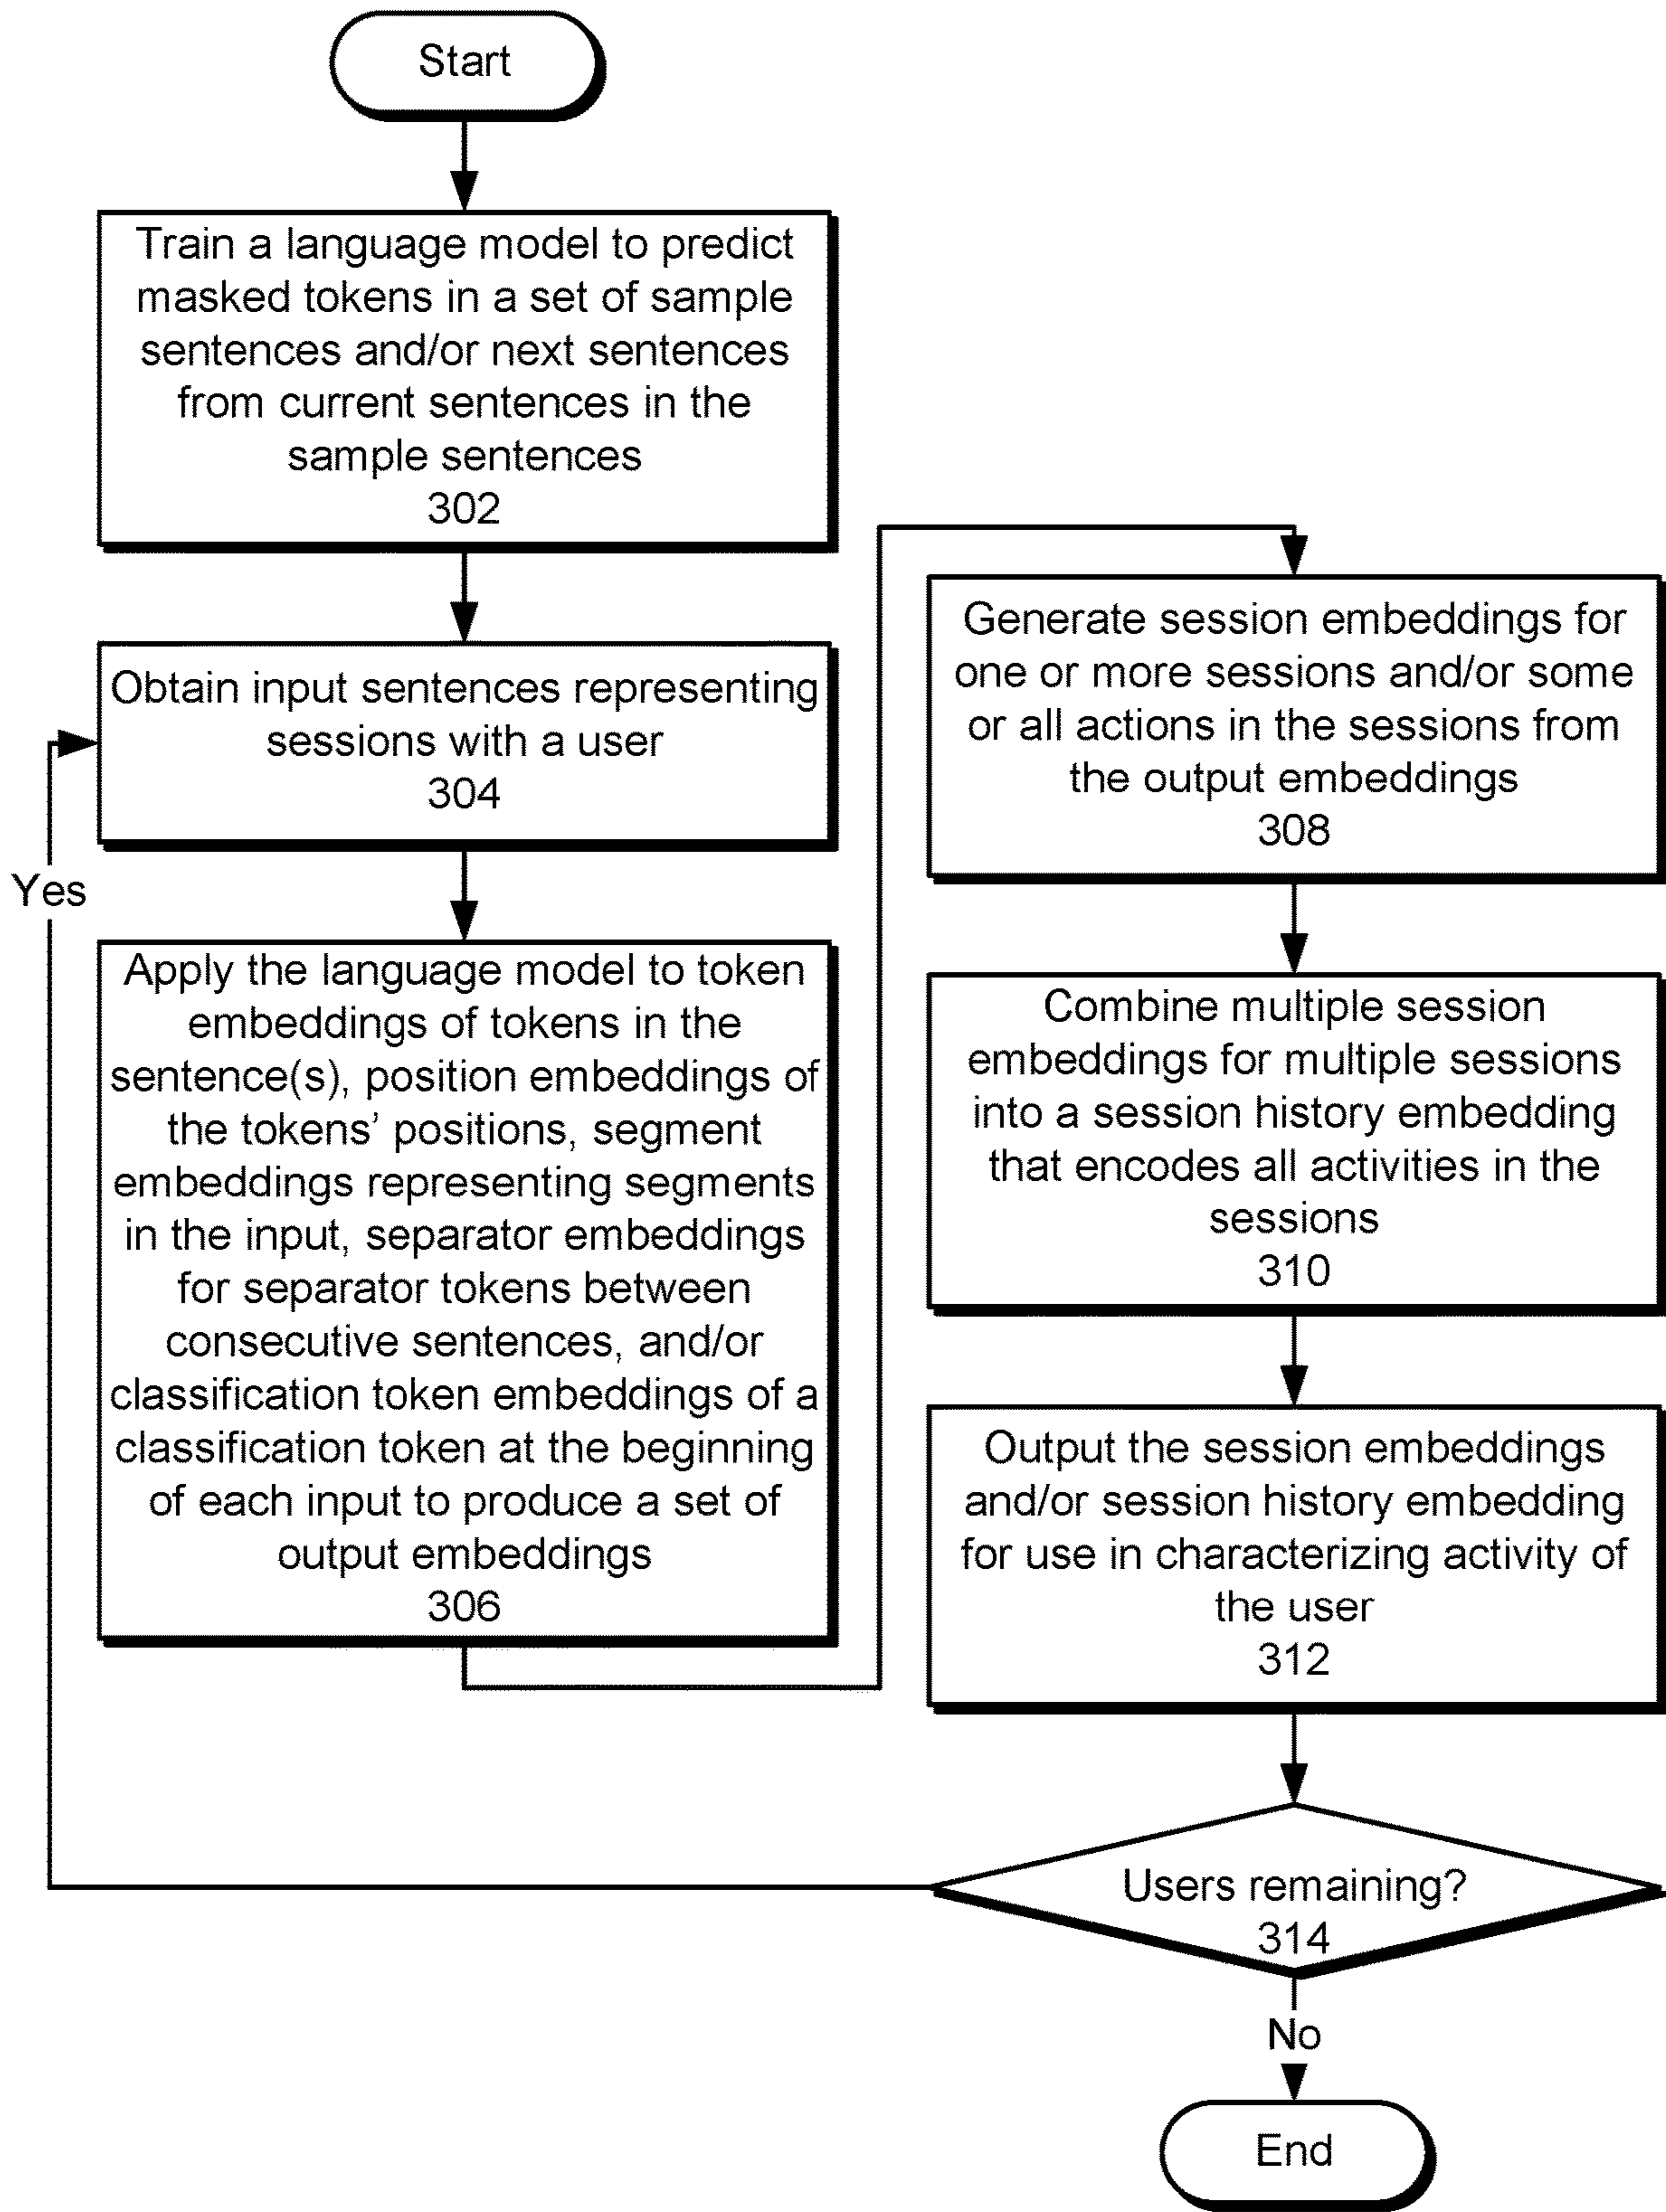 Start
Train a language model to predict
masked tokens in a set of sample
sentences and/or next sentences
from current sentences in the
sample sentences
302
Obtain input sentences representing
sessions with a user
304
Yes
Apply the language model to token
embeddings of tokens in the
sentence(s), position embeddings of
the tokens’ positions, segment
embeddings representing segments
in the input, separator embeddings
for separator tokens between
consecutive sentences, and/or
classification token embeddings of a
classification token at the beginning
of each input to produce a set of
output embeddings
306
Generate session embeddings for
one or more sessions and/or some
or all actions in the sessions from
the output embeddings
308
Combine multiple session
embeddings for multiple sessions
into a session history embedding
that encodes all activities in the
sessions
310
Output the session embeddings
and/or session history embedding
for use in characterizing activity of
the user
312
Users remaining?
314
No
End